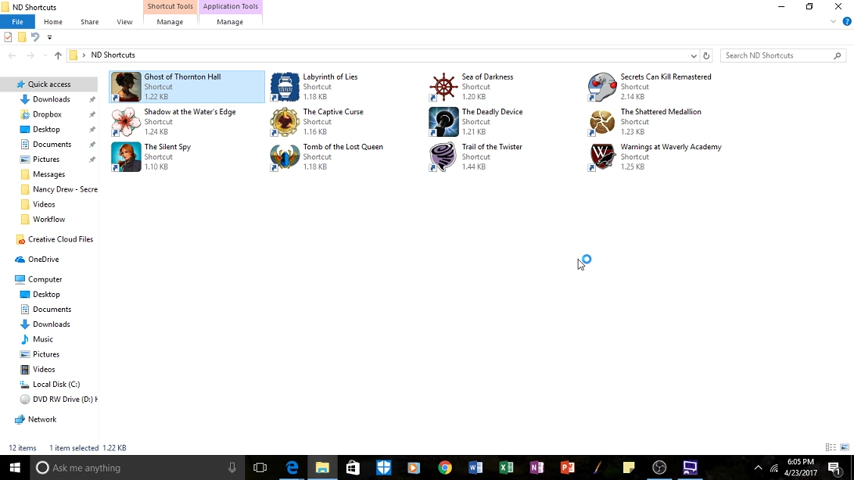 ND Shortcuts
Shortcut Tools
Application Tools
File
Home
Share
View
Manage
Manage
ND Shortcuts
Search ND Shortcuts
Quick access
Downloads
Dropbox
Desktop
Documents
Pictures
Messages
Nancy Drew - Secre
Videos
Workflow
Creative Cloud Files
OneDrive
Computer
Desktop
Documents
Downloads
Music
Pictures
Videos
Local Disk (C:)
DVD RW Drive (D:) H
Network
Ghost of Thornton Hall
Shortcut
1.22 KB
Labyrinth of Lies
Shortcut
1.18 KB
Sea of Darkness
Shortcut
1.20 KB
Secrets Can Kill Remastered
Shortcut
2.14 KB
Shadow at the Water's Edge
Shortcut
1.24 KB
The Captive Curse
Shortcut
1.16 KB
The Deadly Device
Shortcut
1.21 KB
The Shattered Medallion
Shortcut
1.23 KB
The Silent Spy
Shortcut
1.10 KB
Tomb of the Lost Queen
Shortcut
1.18 KB
Trail of the Twister
Shortcut
1.44 KB
Warnings at Waverly Academy
Shortcut
1.25 KB
12 items
1 item selected 1.22 KB
Ask me anything
6:05 PM
4/23/2017